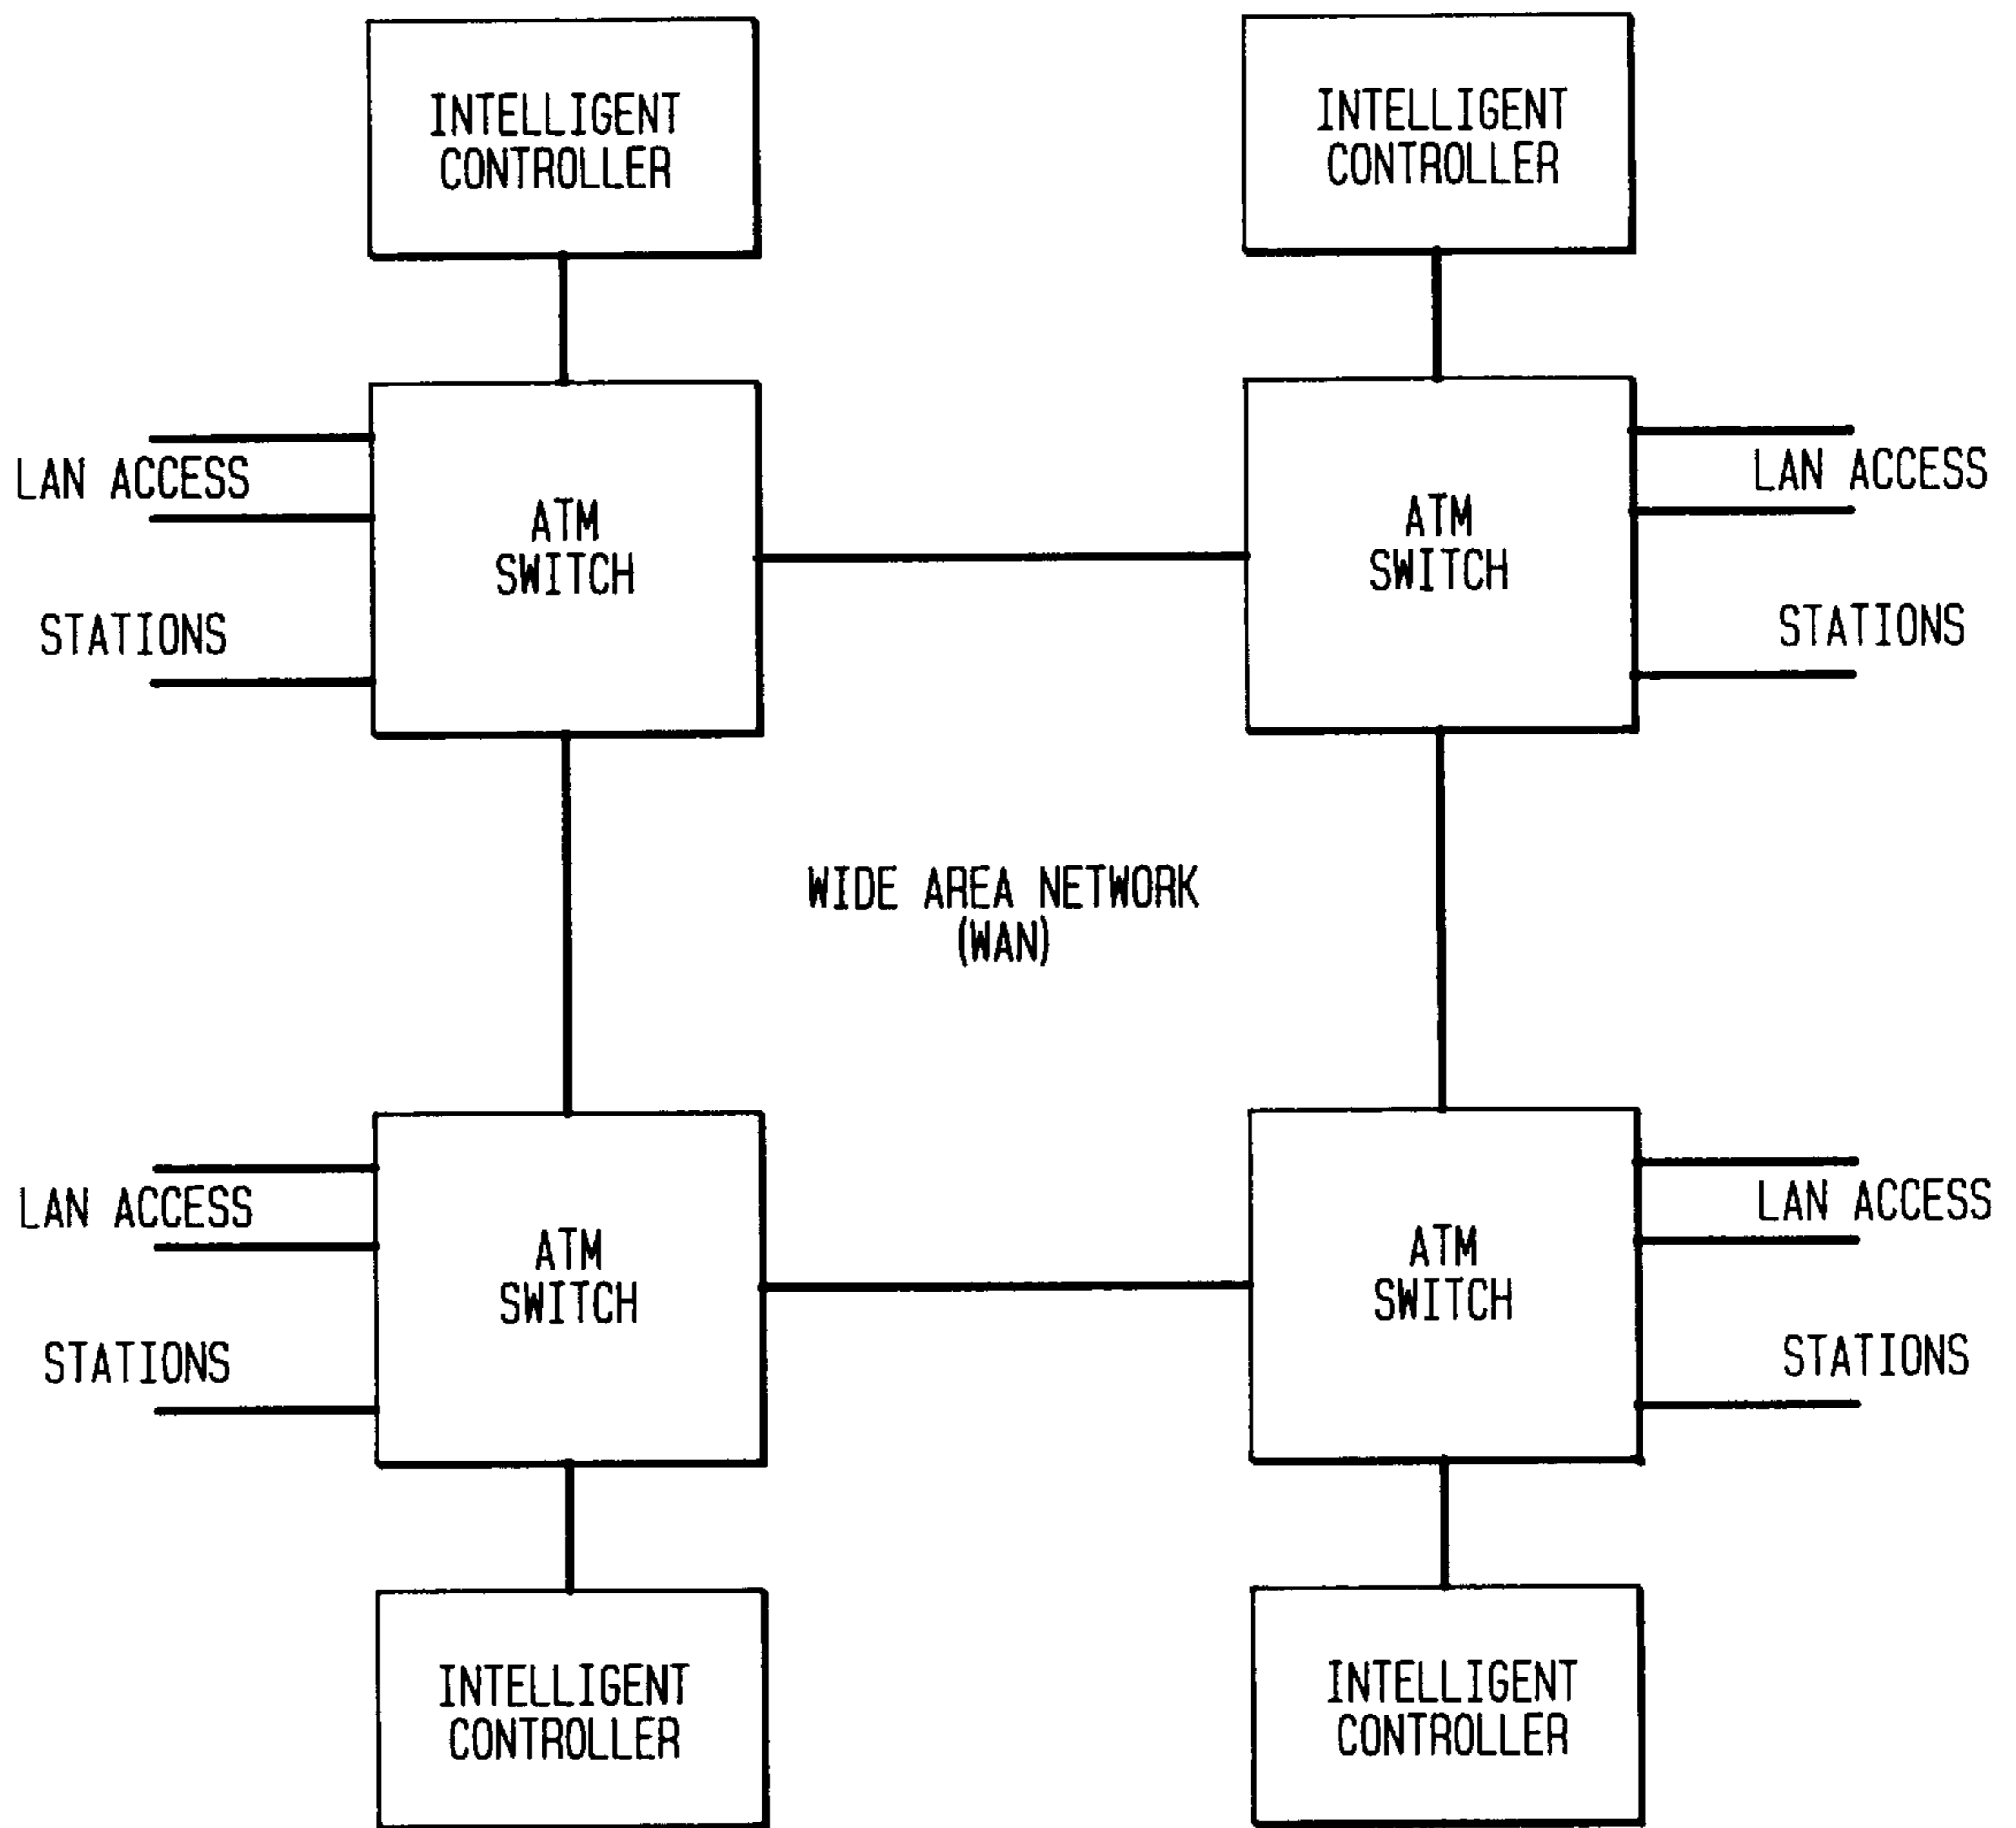 INTELLIGENT
CONTROLLER
INTELLIGENT
CONTROLLER
LAN ACCESS
ATM
SWITCH
STATIONS
ATM
SWITCH
LAN ACCESS
STATIONS
WIDE AREA NETWORK
(WAN)
LAN ACCESS
ATM
SWITCH
STATIONS
ATM
SWITCH
LAN ACCESS
STATIONS
INTELLIGENT
CONTROLLER
INTELLIGENT
CONTROLLER